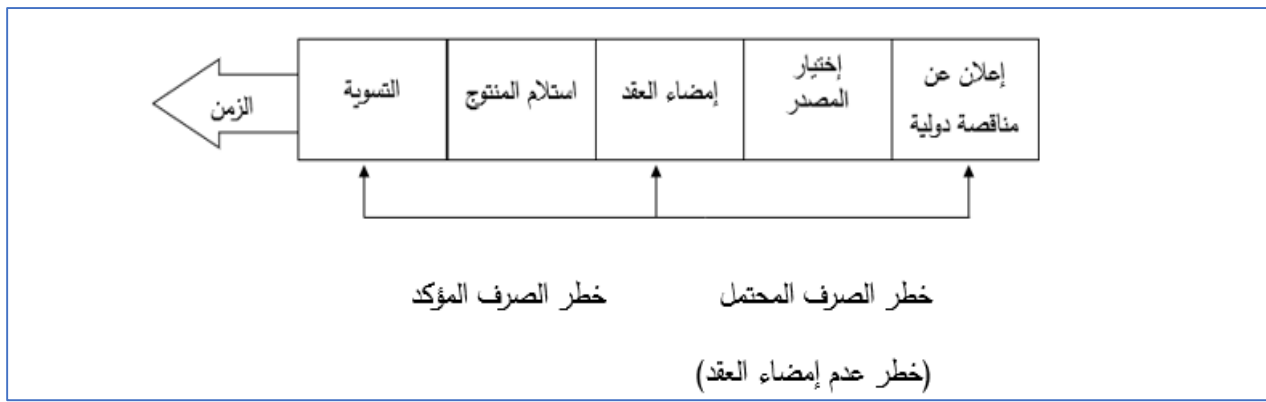 إعلان عن
مناقصة دولية
إختيار
المصدر
إمضاء العقد
استلام المنتوج
التسوية
الزمن
خطر الصرف المحتمل
خطر الصرف المؤكد
(خطر عدم إمضاء العقد)